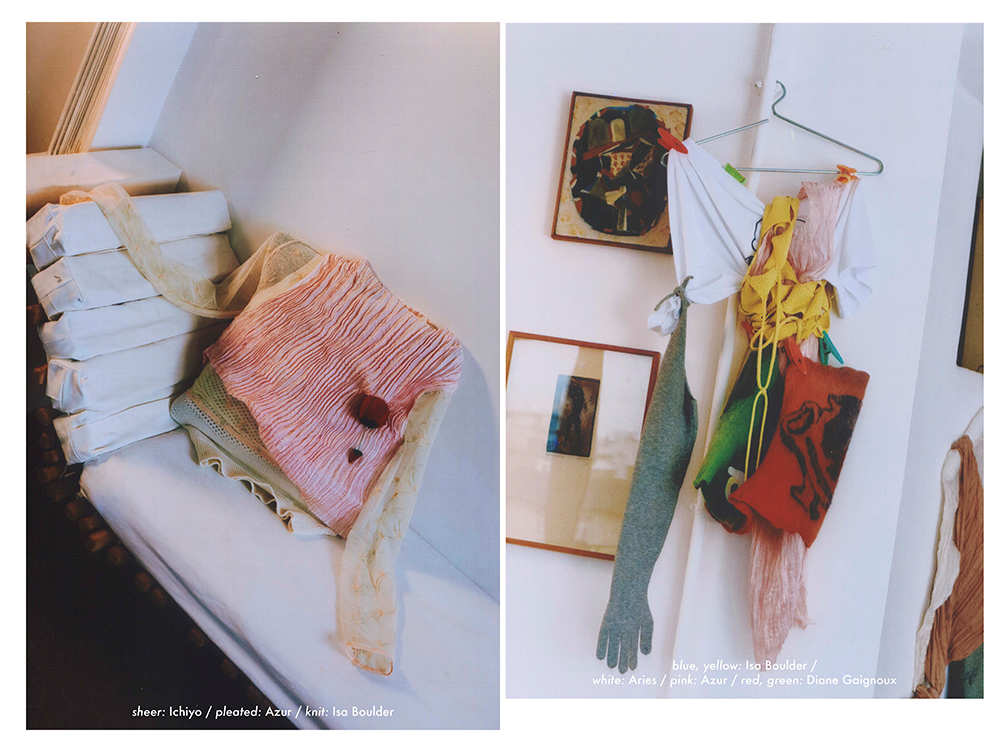 sheer: Ichiyo / pleated: Azur / knit: Isa Boulder
blue, yellow: Isa Boulder /
white: Aries / pink: Azur / red, green: Diane Gaignoux